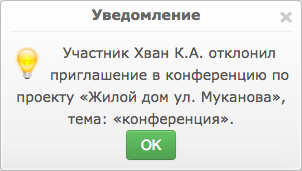 Уведомление
Участник Хван К.А. отклонил
приглашение в конференцию по
проекту «Жилой дом ул. Муканова»,
тема: «конференция».
OK